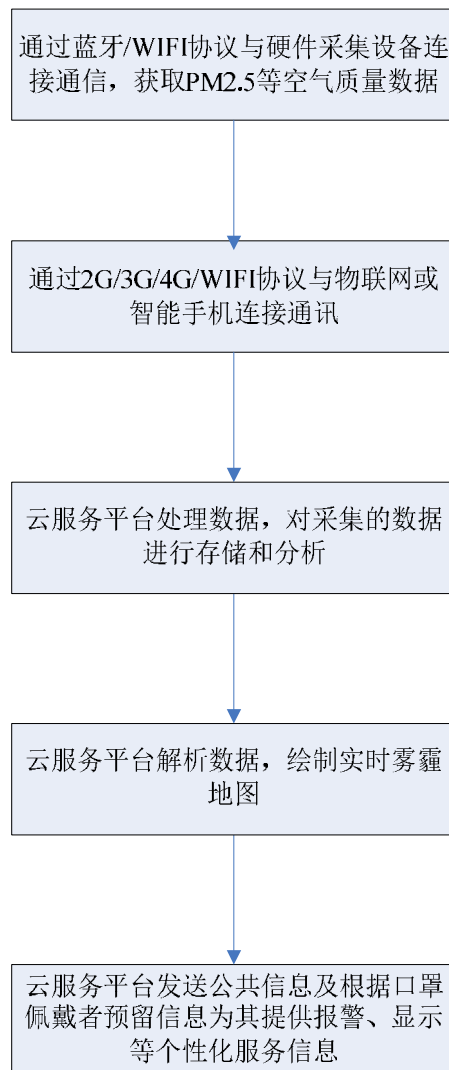 通过蓝牙/WIFI协议与硬件采集设备连
接通信，获取PM2.5等空气质量数据
通过2G/3G/4G/WIFI协议与物联网或
智能手机连接通讯
云服务平台处理数据，对采集的数据
进行存储和分析
云服务平台解析数据，绘制实时雾霾
地图
云服务平台发送公共信息及根据口罩
佩戴者预留信息为其提供报警、显示
等个性化服务信息